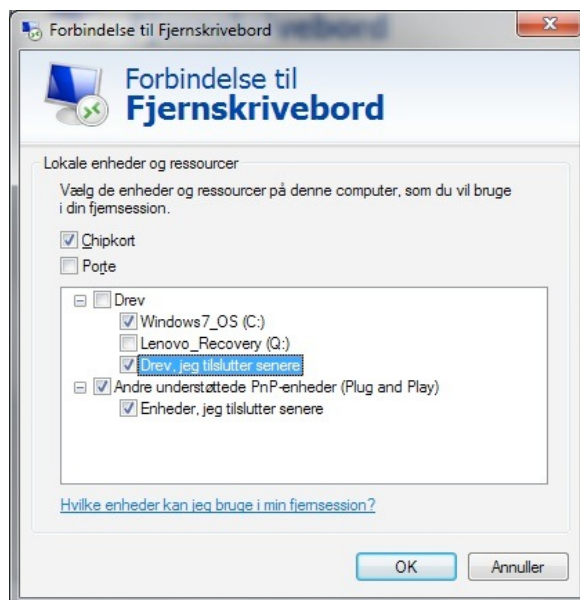 Forbindelse til Fjernskrivebord
Forbindelse til
Fjernskrivebord
Lokale enheder og ressourcer
Vælg de enheder og ressourcer på denne computer, som du vil bruge
i din fjernsession.
Chipkort
Porte
Drev
Windows7_OS (C:)
Lenovo_Recovery (Q:)
Drev, jeg tilslutter senere
Andre understøttede PnP-enheder (Plug and Play)
Enheder, jeg tilslutter senere
Hvilke enheder kan jeg bruge i min fjernsession?
OK
Annuller